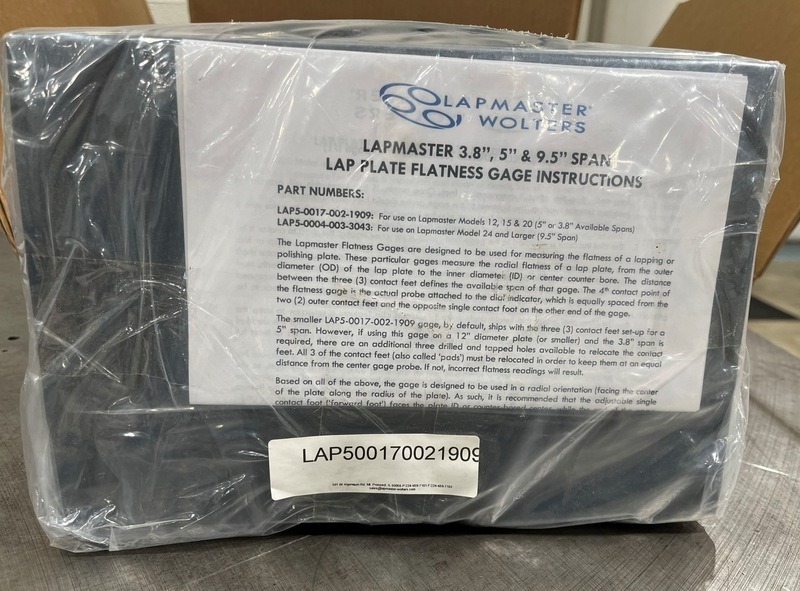 LAPMASTER®
WOLTERS
LAPMASTER 3.8”, 5” & 9.5” SPAN
LAP PLATE FLATNESS GAGE INSTRUCTIONS
PART NUMBERS:
LAP5-0017-002-1909: For use on Lapmaster Models 12, 15 & 20 (5" or 3.8" Available Spans)
LAP5-0004-003-3043: For use on Lapmaster Model 24 and Larger (9.5" Span)
The Lapmaster Flatness Gages are designed to be used for measuring the flatness of a lapping or
polishing plate. These particular gages measure the radial flatness of a lap plate, from the outer
diameter (OD) of the lap plate to the inner diameter (ID) or center counter bore. The distance
between the three (3) contact feet defines the available span of that gage. The 4th contact point of
the flatness gage is the actual probe attached to the dial indicator, which is equally spaced from the
two (2) outer contact feet and the opposite single contact foot on the other end of the gage.
The smaller LAP5-0017-002-1909 gage, by default, ships with the three (3) contact feet set-up for a
5" span. However, if using this gage on a 12" diameter plate (or smaller) and the 3.8" span is
required, there are an additional three drilled and tapped holes available to relocate the contact
feet. All 3 of the contact feet (also called 'pads') must be relocated in order to keep them at an equal
distance from the center gage probe. If not, incorrect flatness readings will result.
Based on all of the above, the gage is designed to be used in a radial orientation (facing the center
of the plate along the radius of the plate). As such, it is recommended that the adjustable single
contact foot ('forward foot') faces the plate ID or counter-bored center while the
LAP500170021909